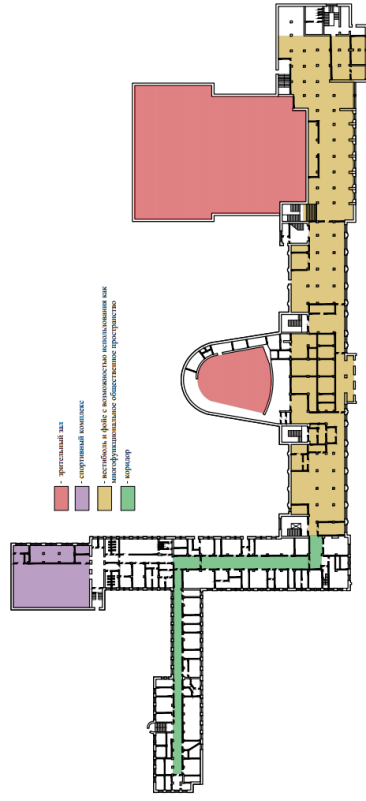 - зрительный зал
- спортивный комплекс
- вестибюль и фойе с возможностью использования как
многофункциональное общественное пространство
- коридор